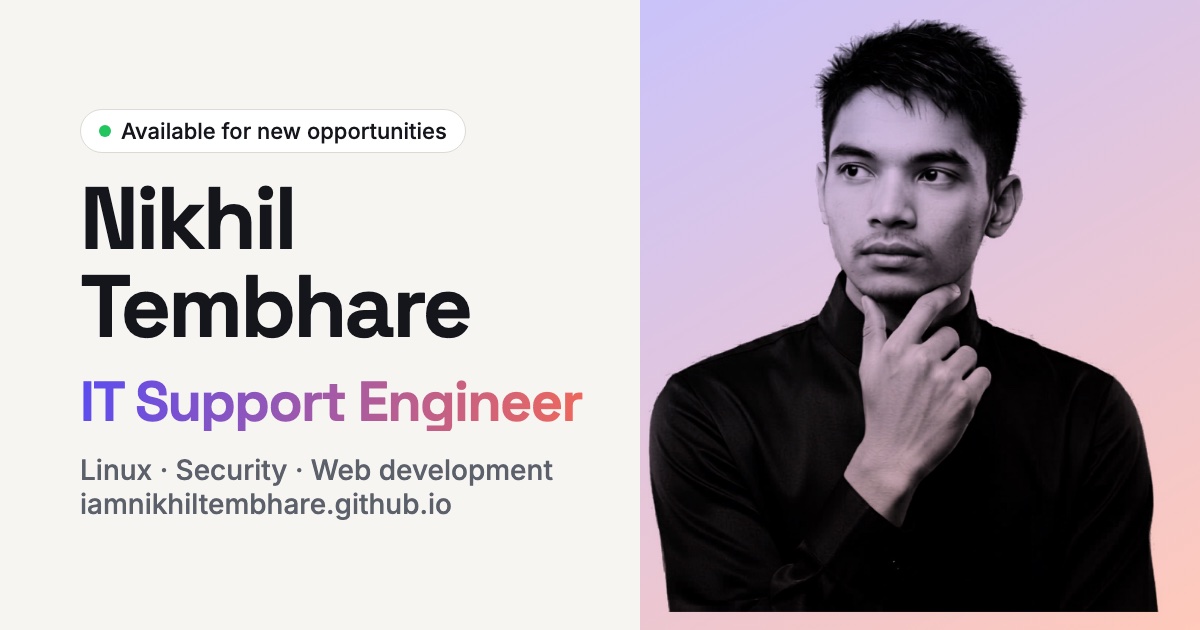 Available for new opportunities
Nikhil
Tembhare
IT Support Engineer
Linux · Security · Web development
iamnikhiltembhare.github.io